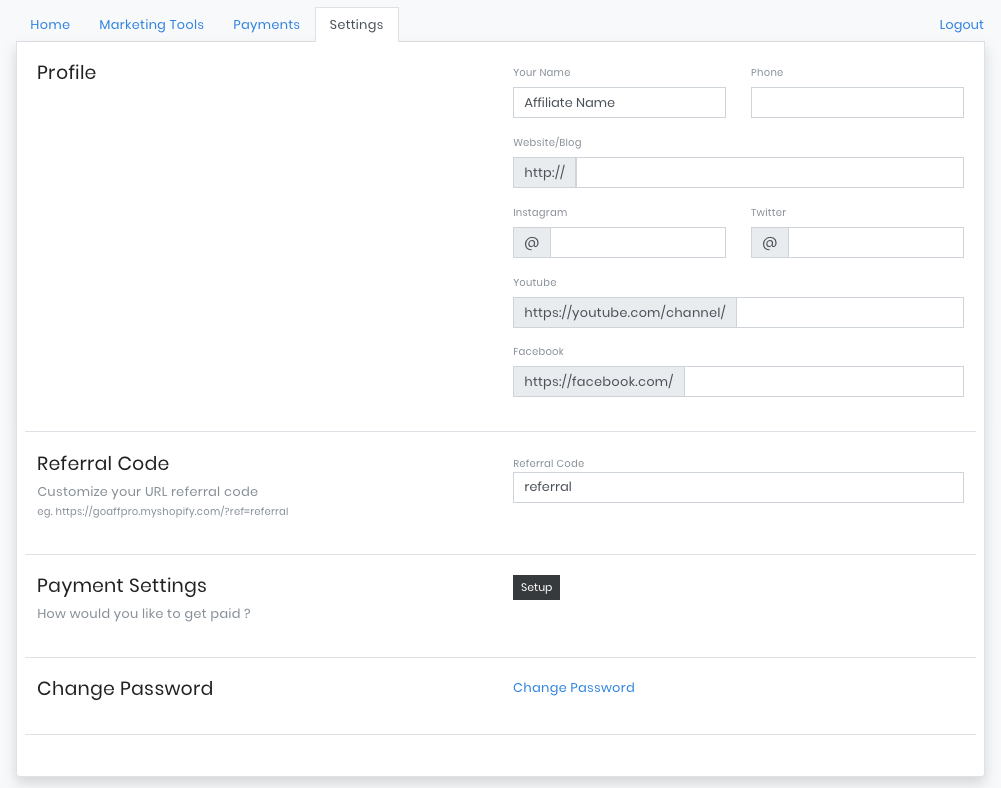 Home Marketing Tools Payments Settings Logout
Profile
Your Name Phone
Affiliate Name
Website/Blog
http://
Instagram Twitter
@ @
Youtube
https://youtube.com/channel/
Facebook
https://facebook.com/
Referral Code
Customize your URL referral code
eg. https://goaffpro.myshopify.com/?ref=referral
Referral Code
referral
Payment Settings
How would you like to get paid ?
Setup
Change Password
Change Password